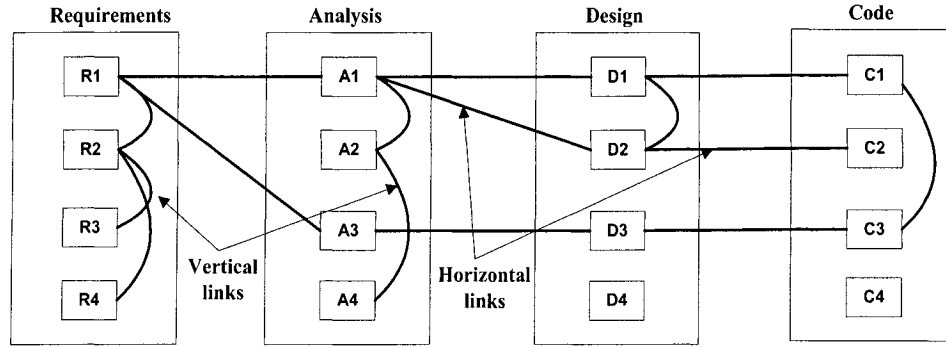 Requirements Analysis Design Code
R1 A1 D1 C1
R2 A2 D2 C2
R3 A3 D3 C3
Vertical
links
Horizontal
links
R4 A4 D4 C4